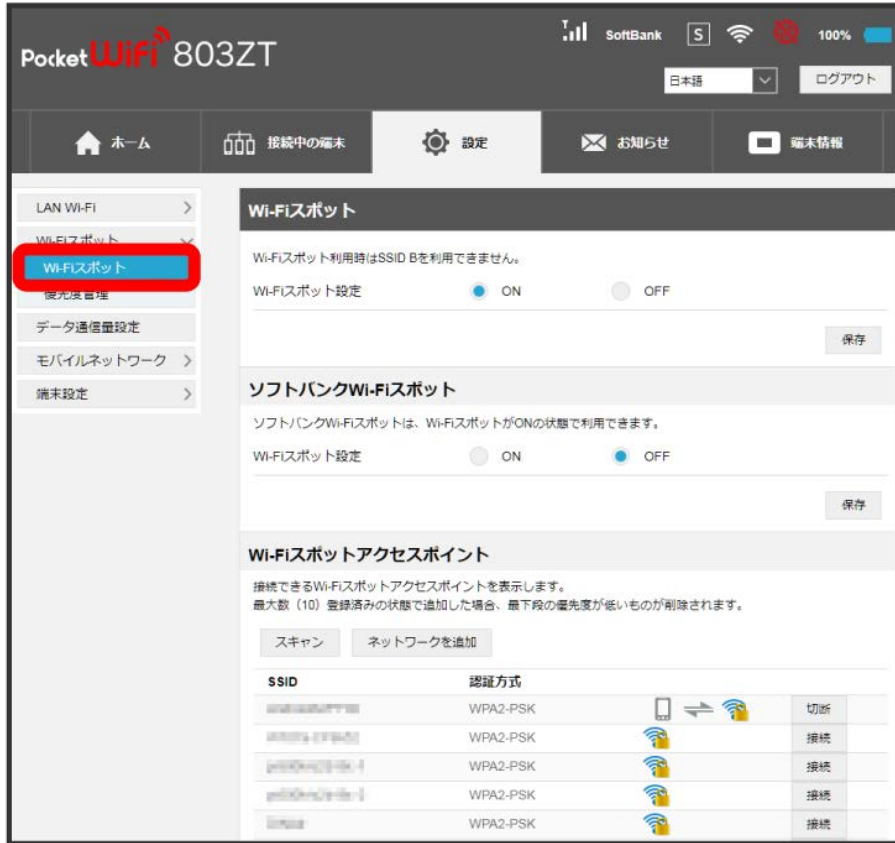 Pocket WiFi 803ZT
SoftBank S 100%
日本語 ログアウト
ホーム 接続中の端末 設定 お知らせ 端末情報
LAN Wi-Fi
Wi-Fiスポット
Wi-Fiスポット
優先度管理
データ通信量設定
モバイルネットワーク
端末設定
Wi-Fiスポット
Wi-Fiスポット利用時はSSID Bを利用できません。
Wi-Fiスポット設定 ON OFF
保存
ソフトバンクWi-Fiスポット
ソフトバンクWi-Fiスポットは、Wi-FiスポットがONの状態で利用できます。
Wi-Fiスポット設定 ON OFF
保存
Wi-Fiスポットアクセスポイント
接続できるWi-Fiスポットアクセスポイントを表示します。
最大数（10）登録済みの状態で追加した場合、最下段の優先度が低いものが削除されます。
スキャン ネットワークを追加
SSID 認証方式
WPA2-PSK 切断
WPA2-PSK 接続
WPA2-PSK 接続
WPA2-PSK 接続
WPA2-PSK 接続